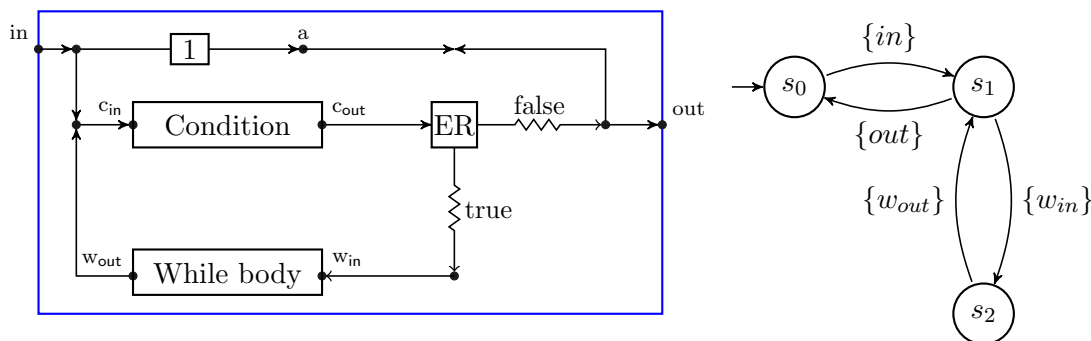 in
1
a
c_in
Condition
c_out
ER
false
out
true
w_out
While body
w_in
{in}
s_0
s_1
{out}
{w_out}
{w_in}
s_2